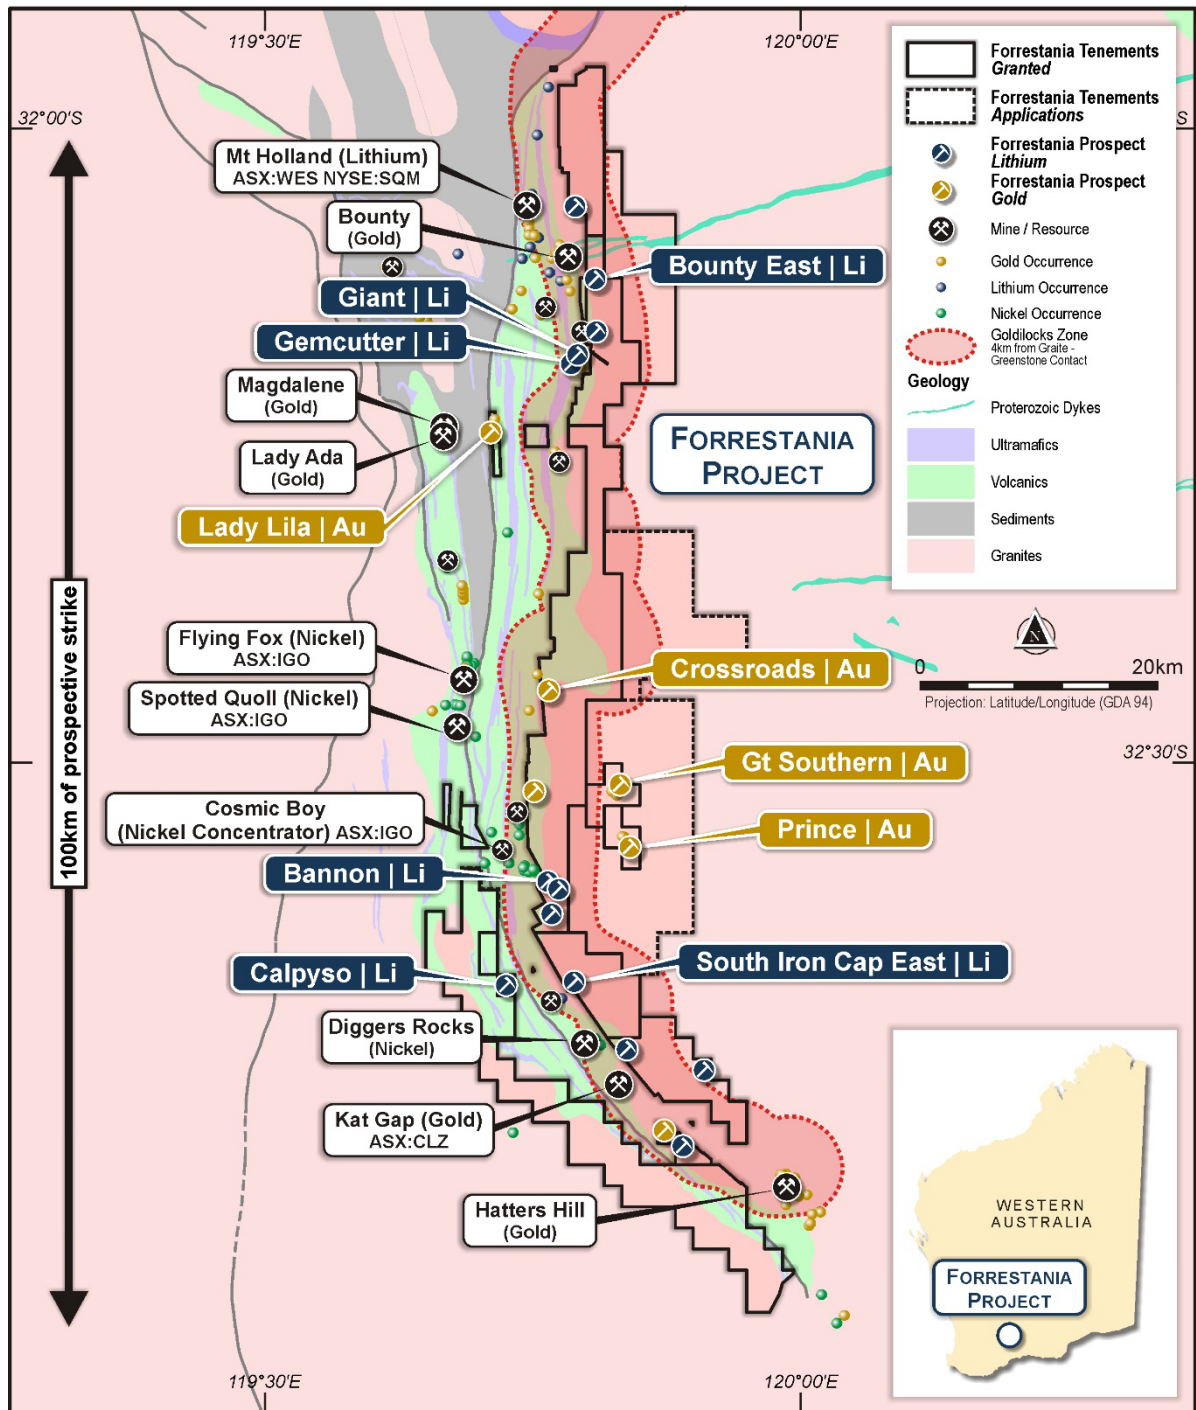 119°30'E
120°00'E
32°00'S
S
Forrestania Tenements
Granted
Forrestania Tenements
Applications
Forrestania Prospect
Lithium
Forrestania Prospect
Gold
Mine / Resource
Gold Occurrence
Lithium Occurrence
Nickel Occurrence
Goldilocks Zone
4km from Graite -
Greenstone Contact
Geology
Proterozoic Dykes
Ultramafics
Volcanics
Sediments
Granites
Mt Holland (Lithium)
ASX:WES NYSE:SQM
Bounty
(Gold)
Bounty East | Li
Giant | Li
Gemcutter | Li
Magdalene
(Gold)
Lady Ada
(Gold)
FORRESTANIA
PROJECT
Lady Lila | Au
100km of prospective strike
N
Flying Fox (Nickel)
ASX:IGO
Crossroads | Au
0
20km
Projection: Latitude/Longitude (GDA 94)
Spotted Quoll (Nickel)
ASX:IGO
32°30'S
Gt Southern | Au
Cosmic Boy
(Nickel Concentrator) ASX:IGO
Prince | Au
Bannon | Li
Calpyso | Li
South Iron Cap East | Li
Diggers Rocks
(Nickel)
Kat Gap (Gold)
ASX:CLZ
Hatters Hill
(Gold)
WESTERN
AUSTRALIA
FORRESTANIA
PROJECT
119°30'E
120°00'E